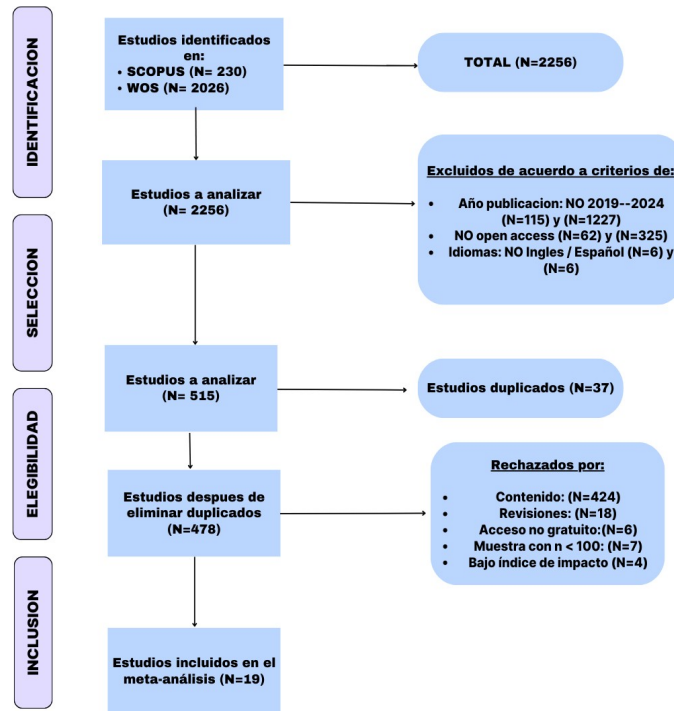 IDENTIFICACION
Estudios identificados
en:
• SCOPUS (N= 230)
• WOS (N= 2026)
TOTAL (N=2256)
Estudios a analizar
(N= 2256)
Excluidos de acuerdo a criterios de:
• Año publicacion: NO 2019--2024
(N=115) y (N=1227)
• NO open access (N=62) y (N=325)
• Idiomas: NO Ingles / Español (N=6) y
(N=6)
SELECCION
Estudios a analizar
(N= 515)
Estudios duplicados (N=37)
ELEGIBILIDAD
Estudios despues de
eliminar duplicados
(N=478)
Rechazados por:
• Contenido: (N=424)
• Revisiones: (N=18)
• Acceso no gratuito:(N=6)
• Muestra con n < 100: (N=7)
• Bajo índice de impacto (N=4)
INCLUSION
Estudios incluidos en el
meta-análisis (N=19)